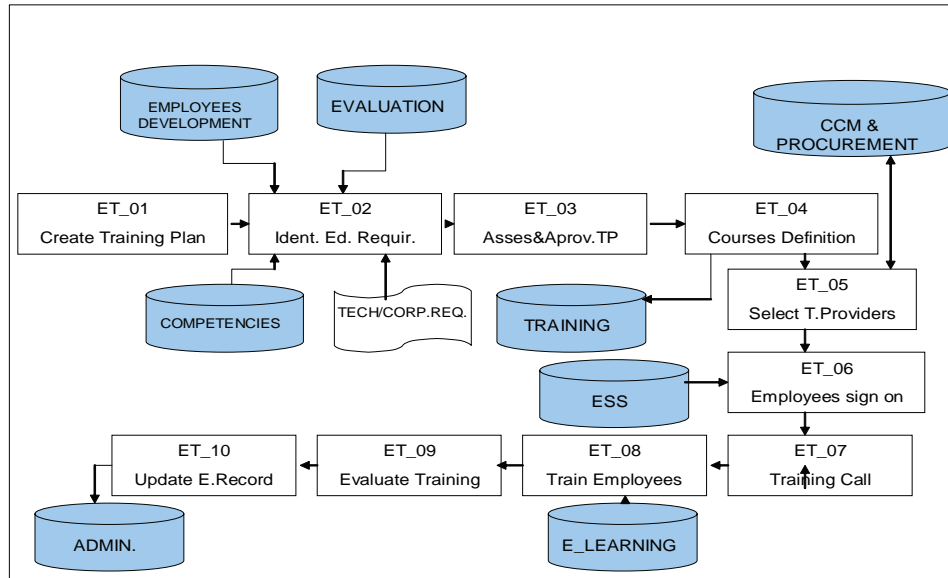 EMPLOYEES
DEVELOPMENT
EVALUATION
CCM &
PROCUREMENT
ET_01
Create Training Plan
ET_02
Ident. Ed. Requir.
ET_03
Asses&Aprov.TP
ET_04
Courses Definition
COMPETENCIES
TECH/CORP.REQ.
TRAINING
ET_05
Select T.Providers
ESS
ET_06
Employees sign on
ET_10
Update E.Record
ET_09
Evaluate Training
ET_08
Train Employees
ET_07
Training Call
ADMIN.
E_LEARNING